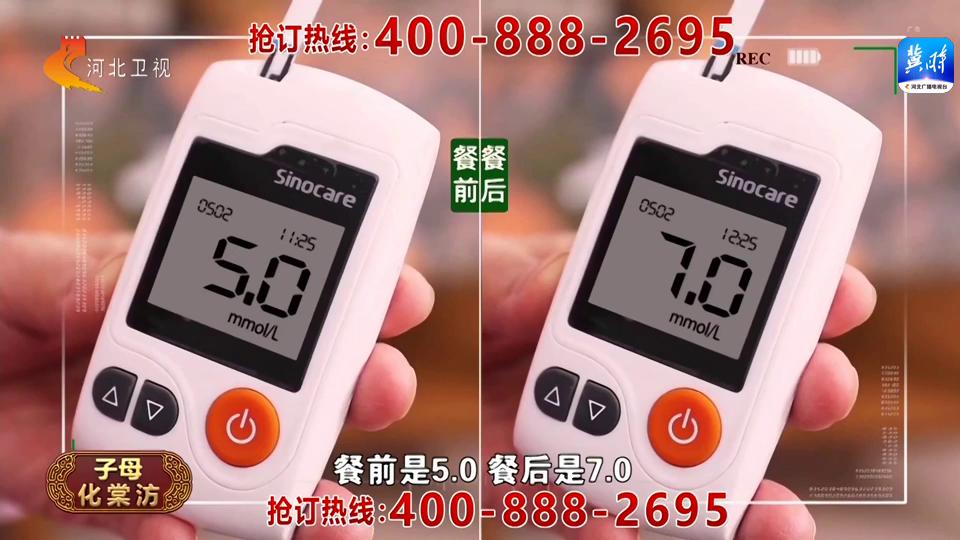 抢订热线:400-888-2695
河北卫视
REC
广告
冀时
河北广播电视台
餐前
餐后
Sinocare
0502
11:25
5.0
mmol/L
Sinocare
0502
12:25
7.0
mmol/L
子母
化棠汸
餐前是5.0 餐后是7.0
抢订热线:400-888-2695